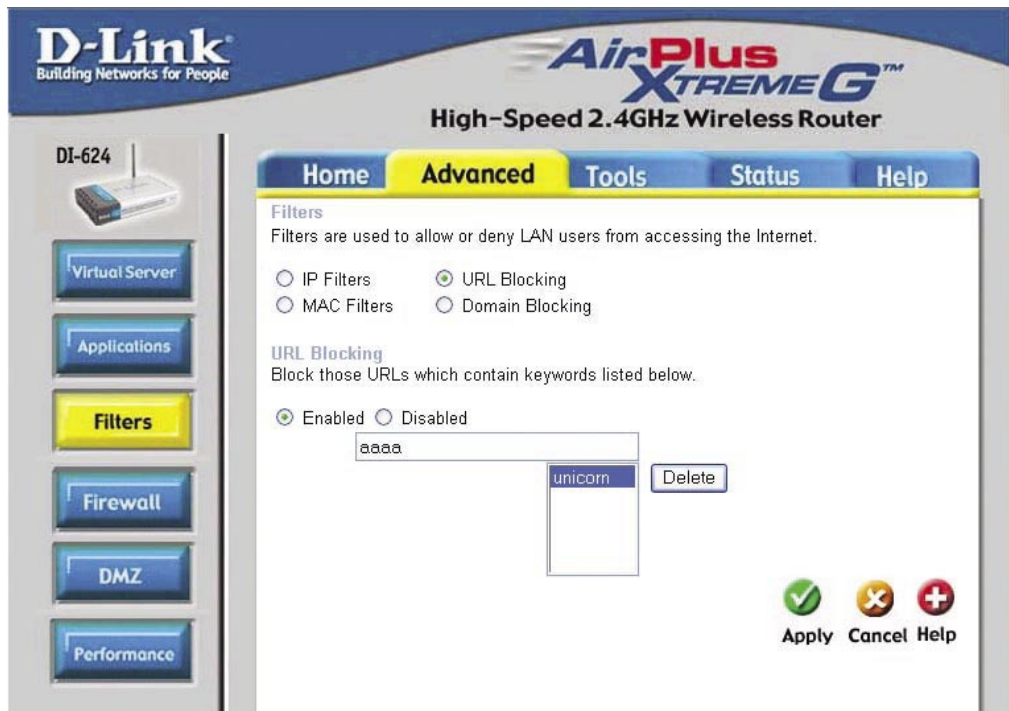 D-Link
Building Networks for People
AirPlus
XTREME G™
High-Speed 2.4GHz Wireless Router
DI-624
Home Advanced Tools Status Help
Virtual Server
Applications
Filters
Firewall
DMZ
Performance
Filters
Filters are used to allow or deny LAN users from accessing the Internet.
IP Filters URL Blocking
MAC Filters Domain Blocking
URL Blocking
Block those URLs which contain keywords listed below.
Enabled Disabled
aaaa
unicorn Delete
Apply Cancel Help